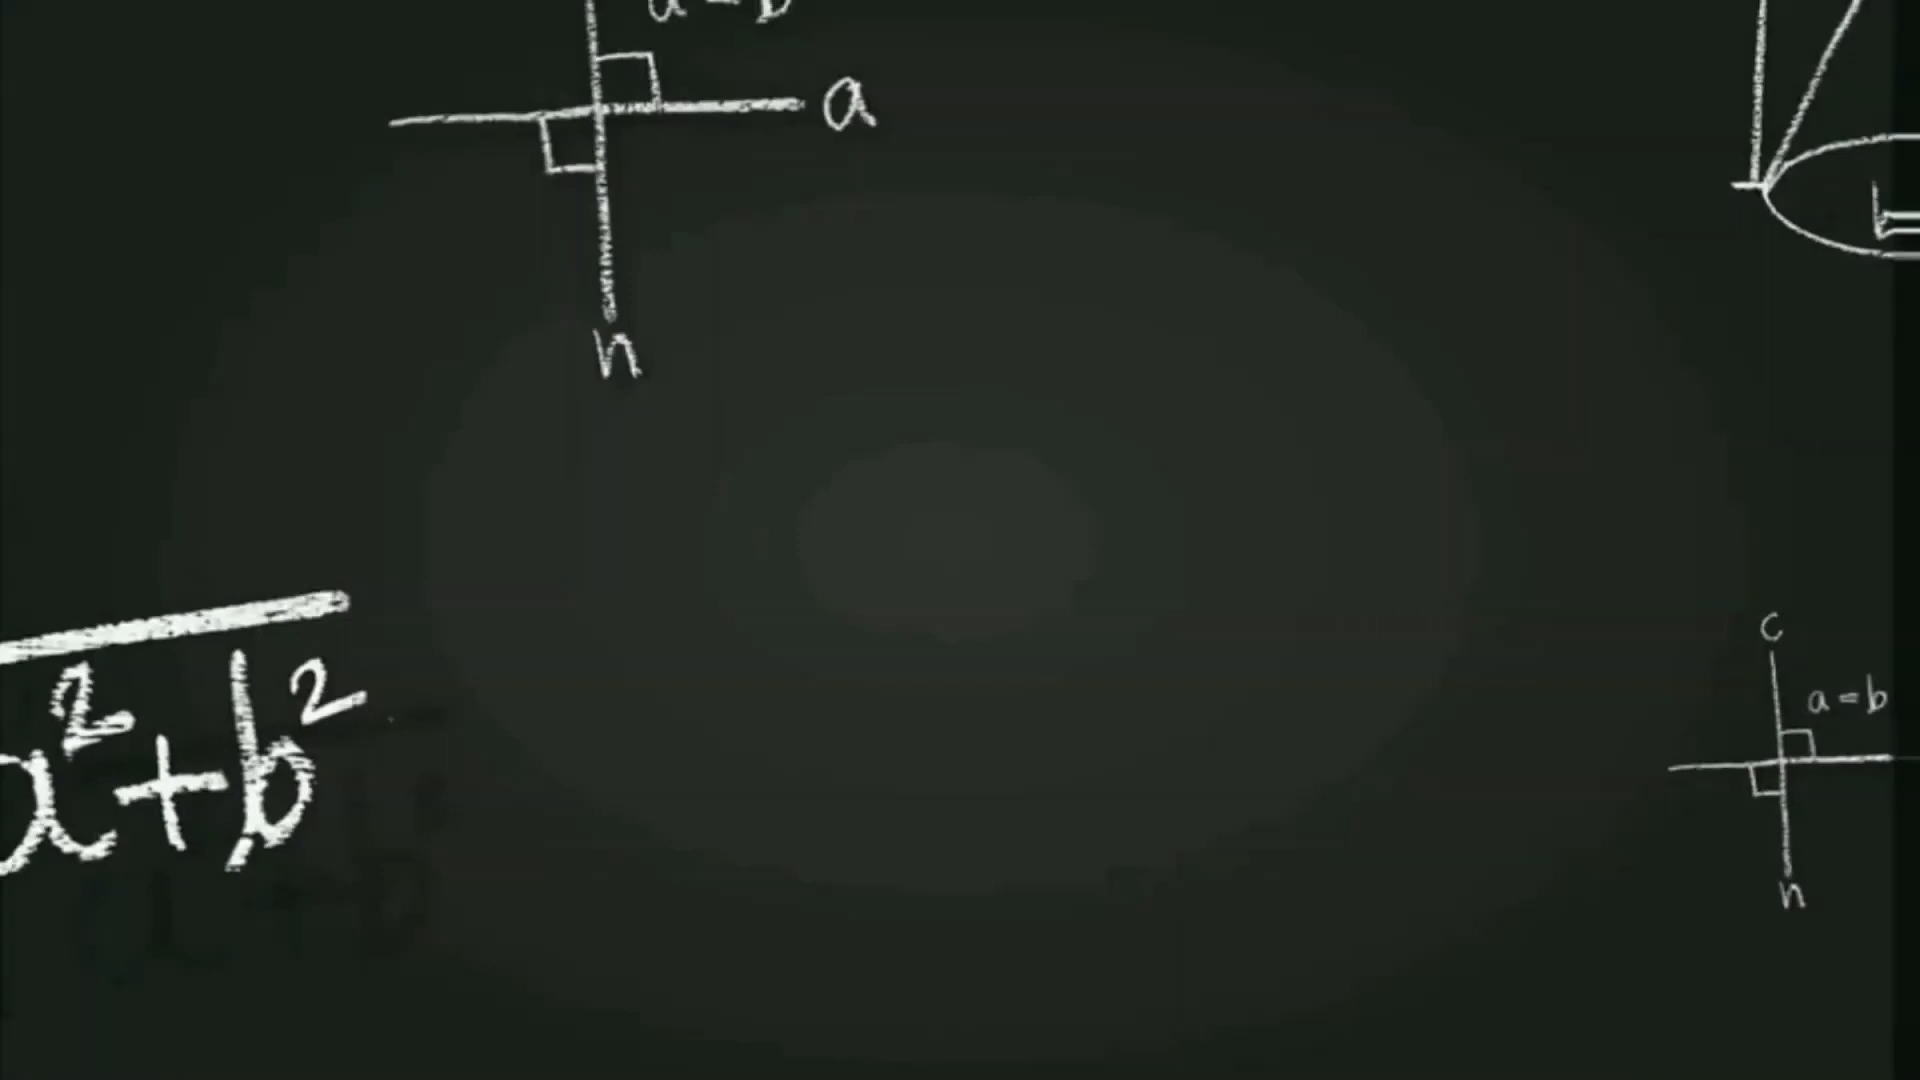 a = b
a
n
a²+b²
c
a = b
n